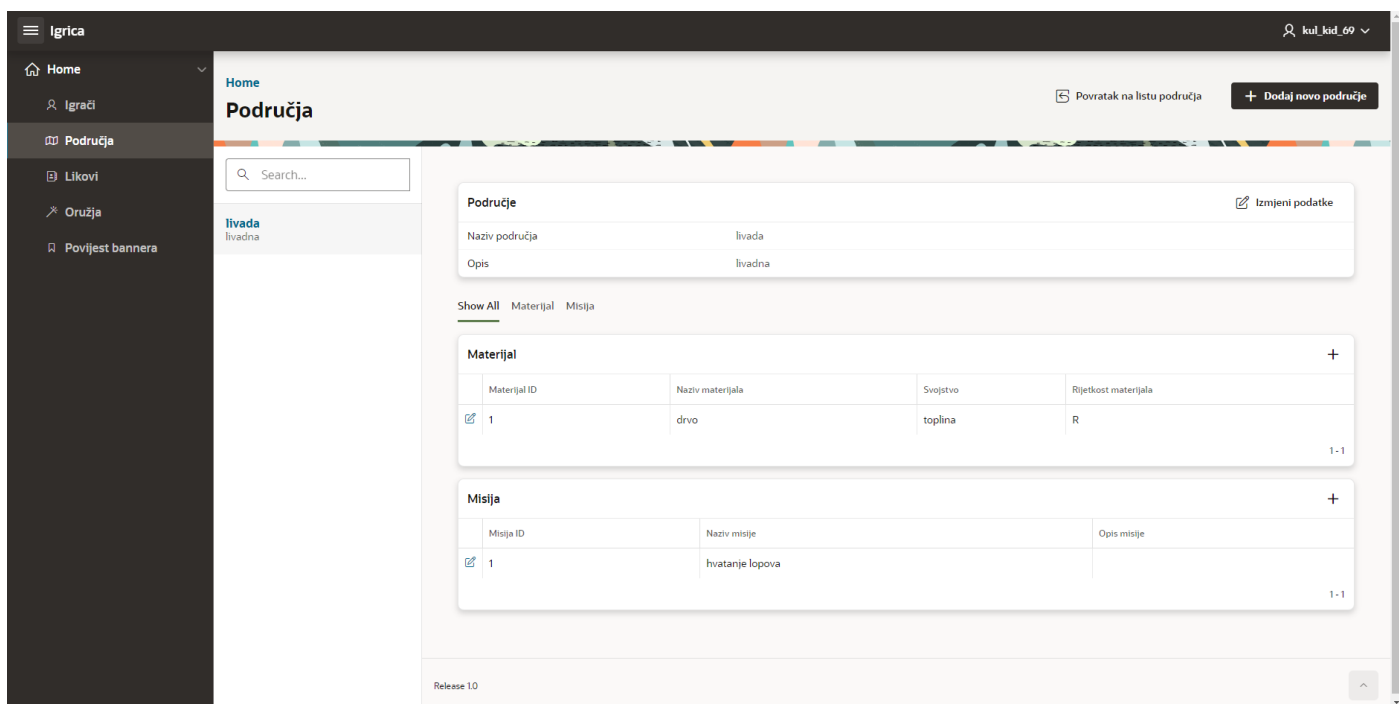 Igrica
kul_kid_69
Home
Igrači
Područja
Likovi
Oružja
Povijest bannera
Home
Područja
Povratak na listu područja
+ Dodaj novo područje
Search...
livada
livadna
Područje
Izmjeni podatke
Naziv područja livada
Opis livadna
Show All Materijal Misija
Materijal +
Materijal ID Naziv materijala Svojstvo Rijetkost materijala
1 drvo toplina R
1 - 1
Misija +
Misija ID Naziv misije Opis misije
1 hvatanje lopova
1 - 1
Release 1.0